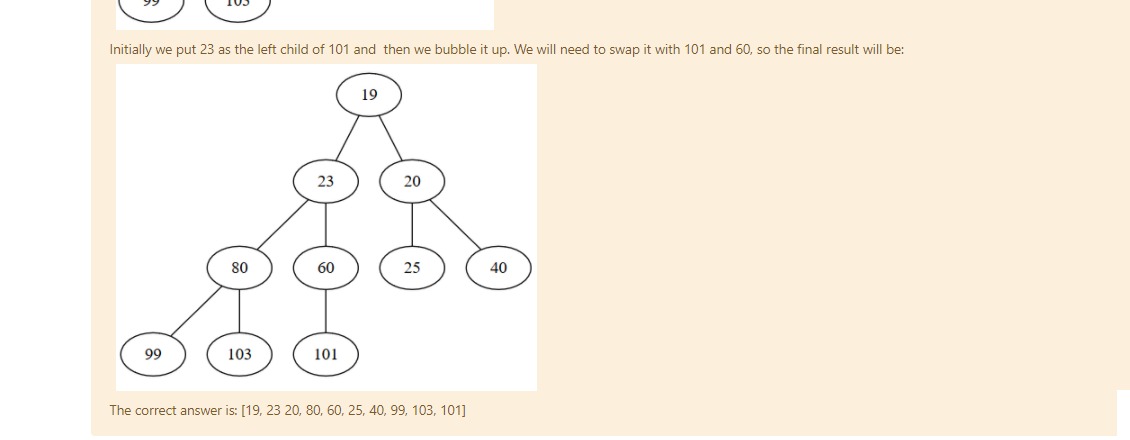 99 103
Initially we put 23 as the left child of 101 and  then we bubble it up. We will need to swap it with 101 and 60, so the final result will be:
19
23 20
80 60 25 40
99 103 101
The correct answer is: [19, 23 20, 80, 60, 25, 40, 99, 103, 101]